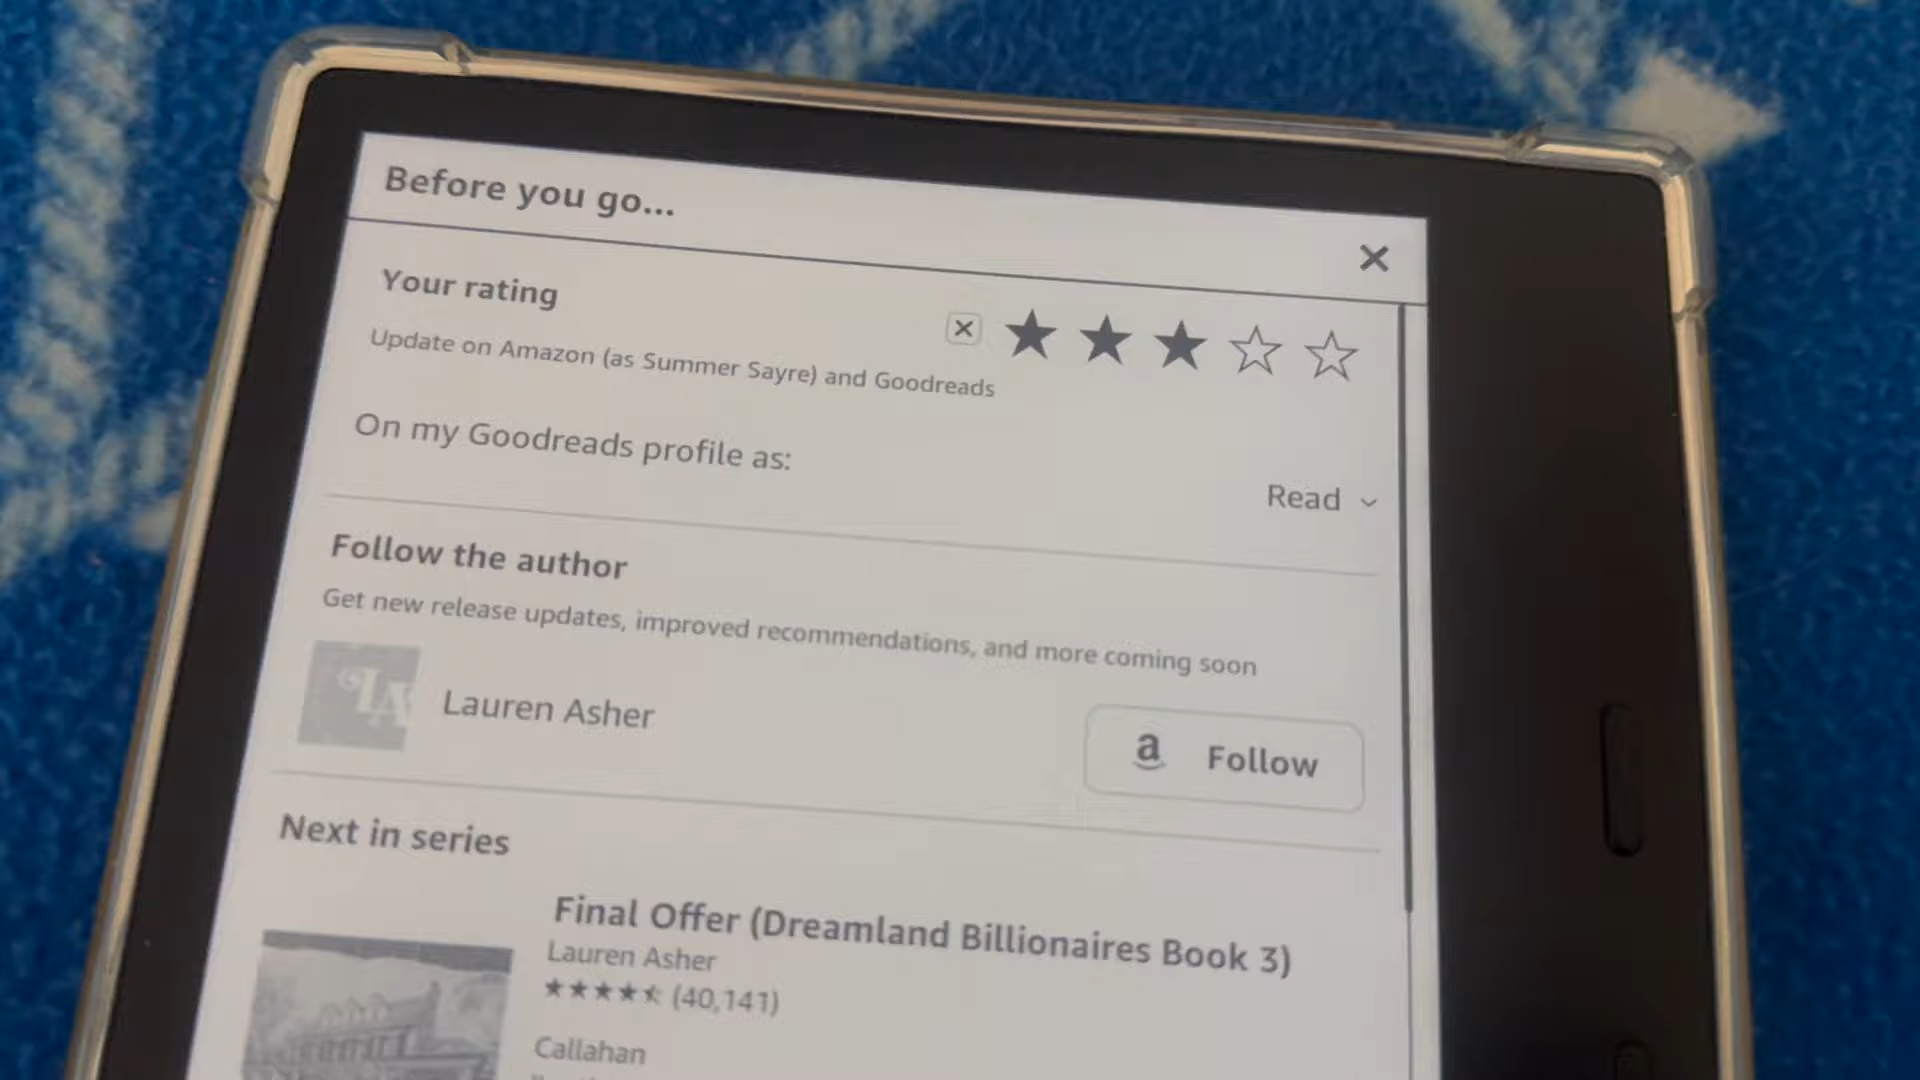 Before you go...
Your rating
Update on Amazon (as Summer Sayre) and Goodreads
On my Goodreads profile as:
Read
Follow the author
Get new release updates, improved recommendations, and more coming soon
LA
Lauren Asher
a Follow
Next in series
Final Offer (Dreamland Billionaires Book 3)
Lauren Asher
(40,141)
Callahan